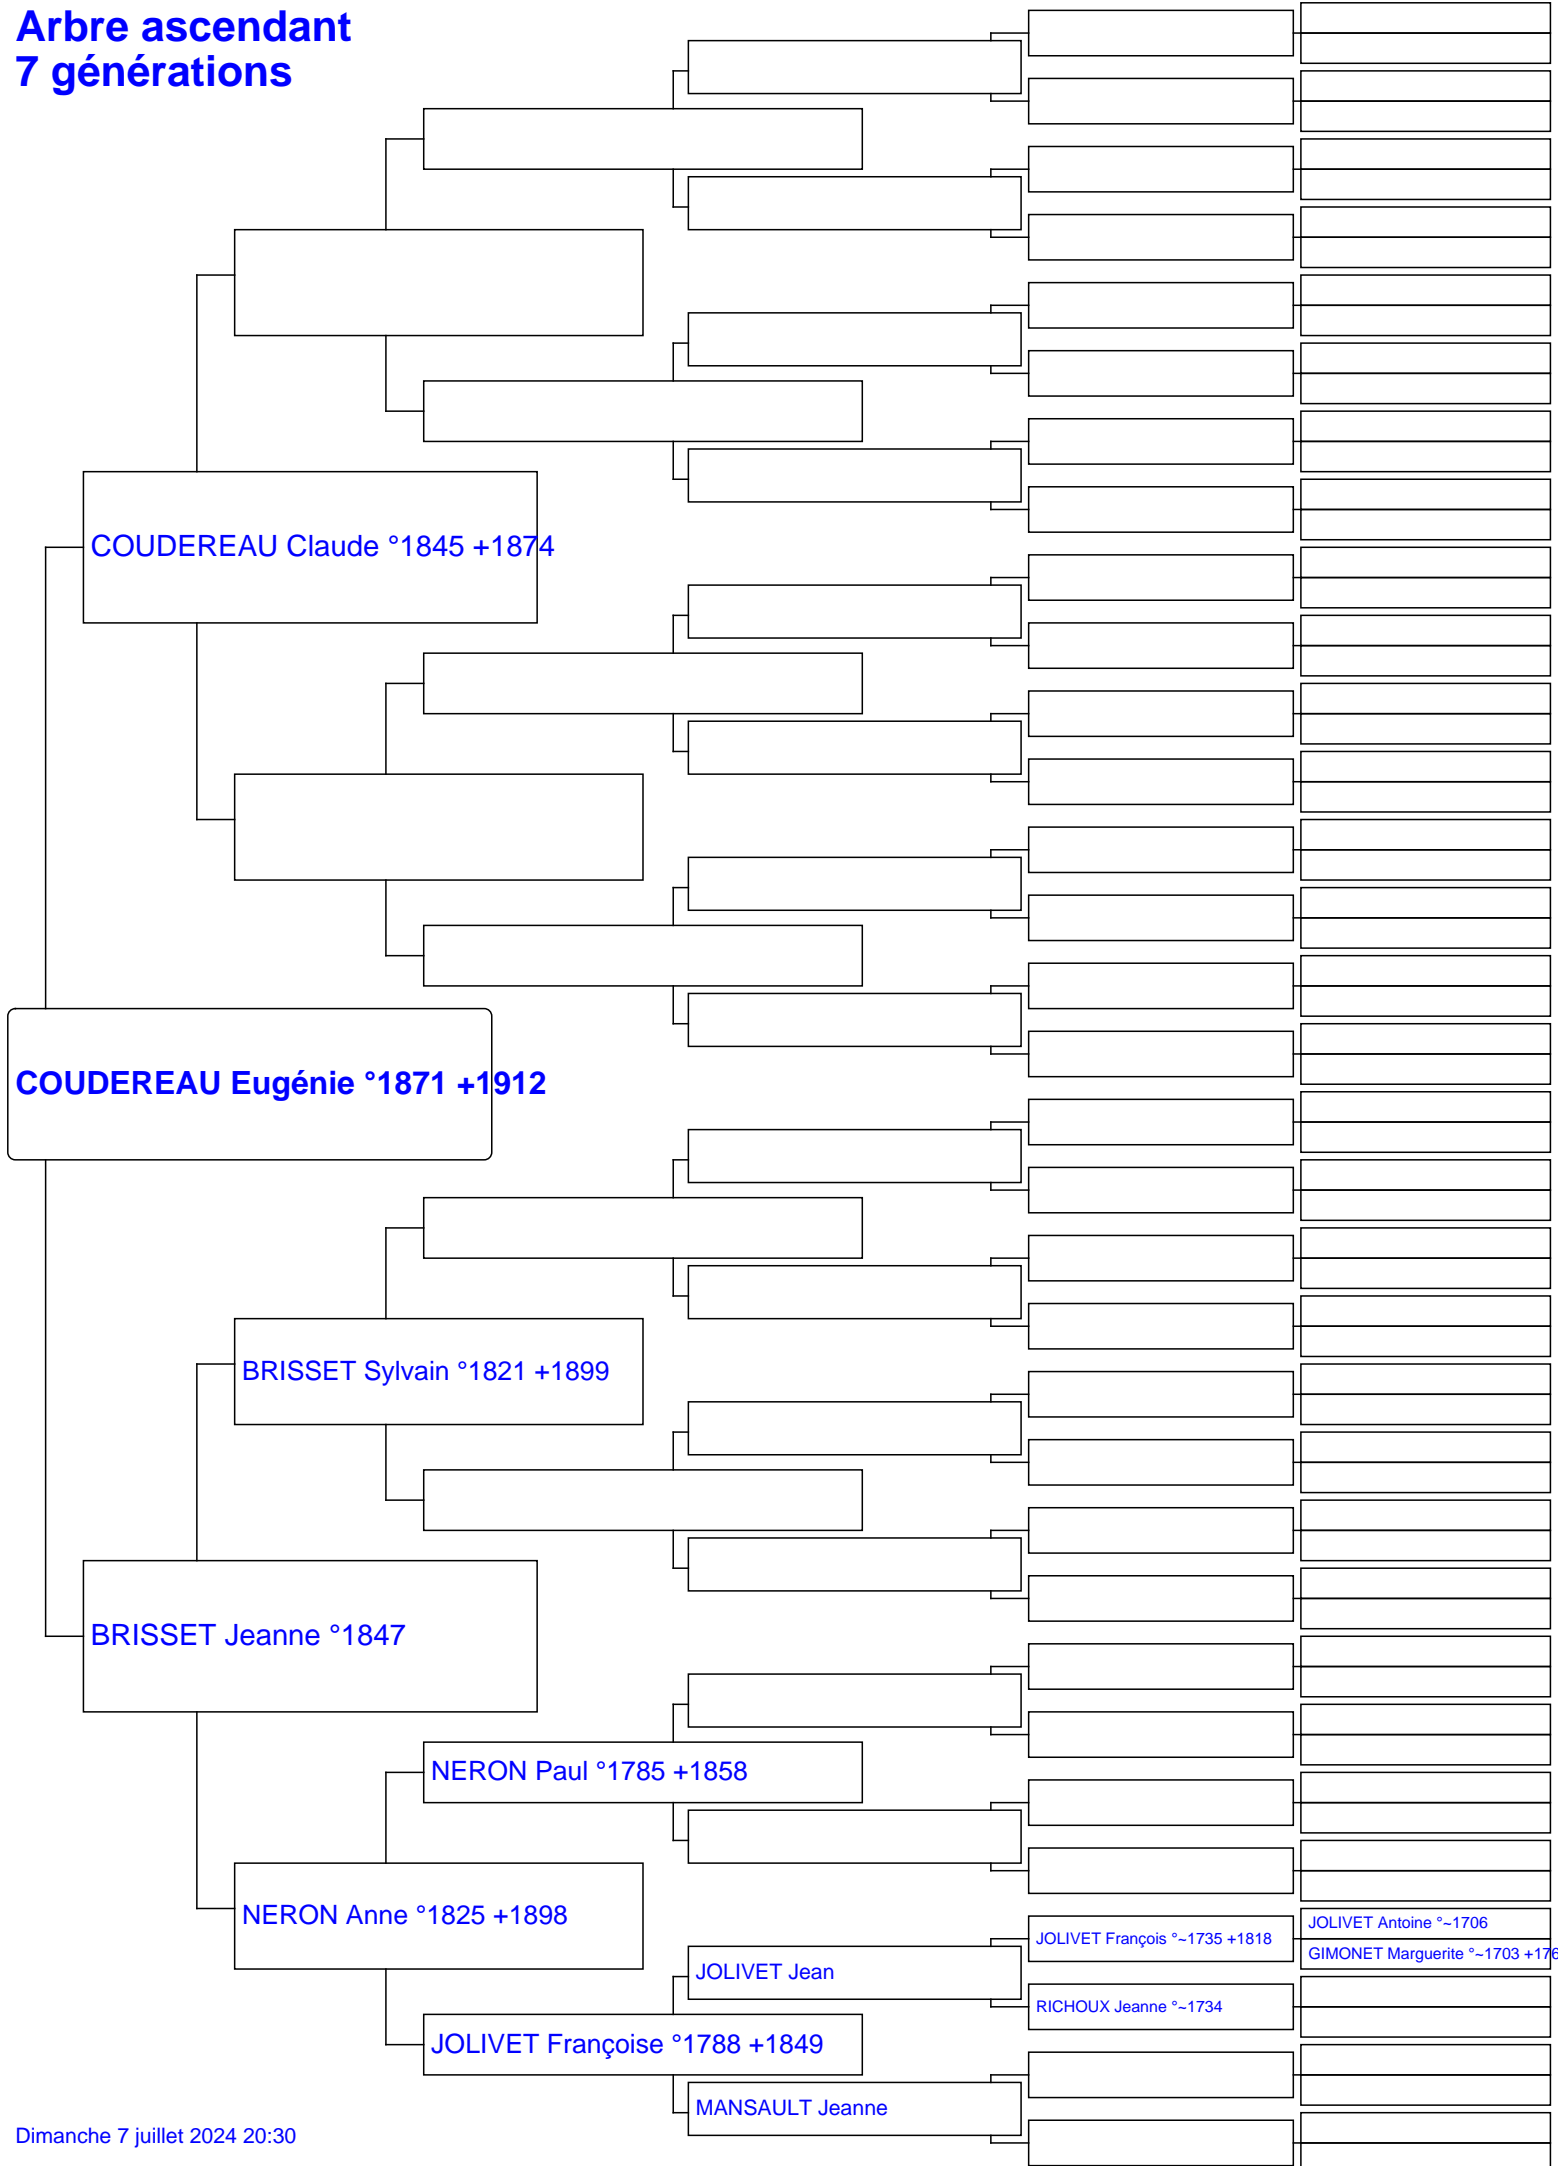 Arbre ascendant
7 générations
COUDEREAU Claude °1845 +1874
COUDEREAU Eugénie °1871 +1912
BRISSET Sylvain °1821 +1899
BRISSET Jeanne °1847
NERON Paul °1785 +1858
NERON Anne °1825 +1898
JOLIVET Antoine °~1706
JOLIVET François °~1735 +1818
GIMONET Marguerite °~1703 +176
JOLIVET Jean
RICHOUX Jeanne °~1734
JOLIVET Françoise °1788 +1849
MANSAULT Jeanne
Dimanche 7 juillet 2024 20:30